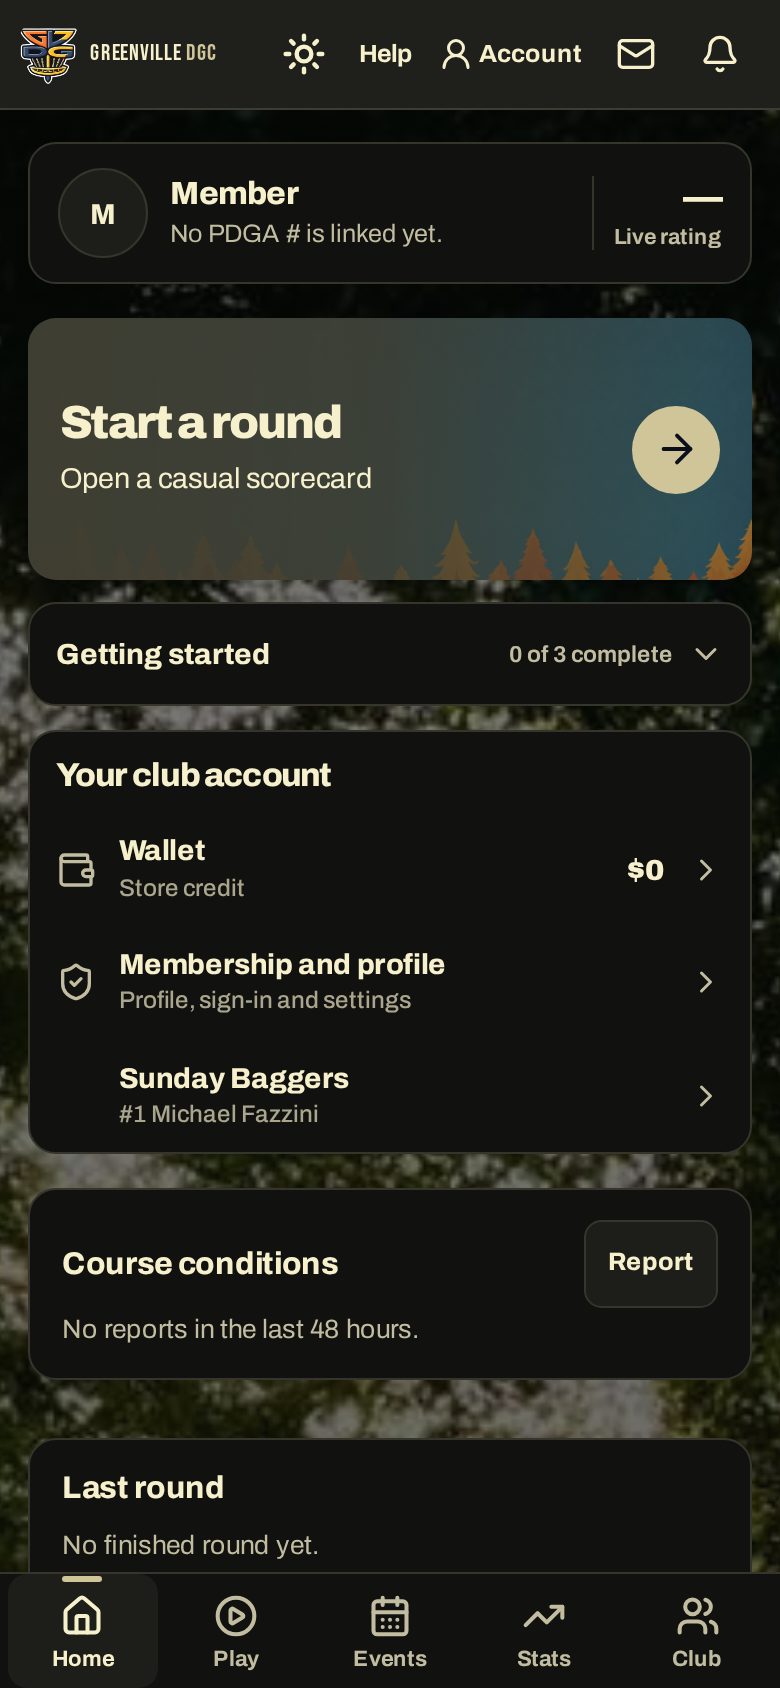 GREENVILLE DGC
Help
Account
M
Member
No PDGA # is linked yet.
—
Live rating
Start a round
Open a casual scorecard
Getting started
0 of 3 complete
Your club account
Wallet
Store credit
$0
Membership and profile
Profile, sign-in and settings
Sunday Baggers
#1 Michael Fazzini
Course conditions
Report
No reports in the last 48 hours.
Last round
No finished round yet.
Home
Play
Events
Stats
Club